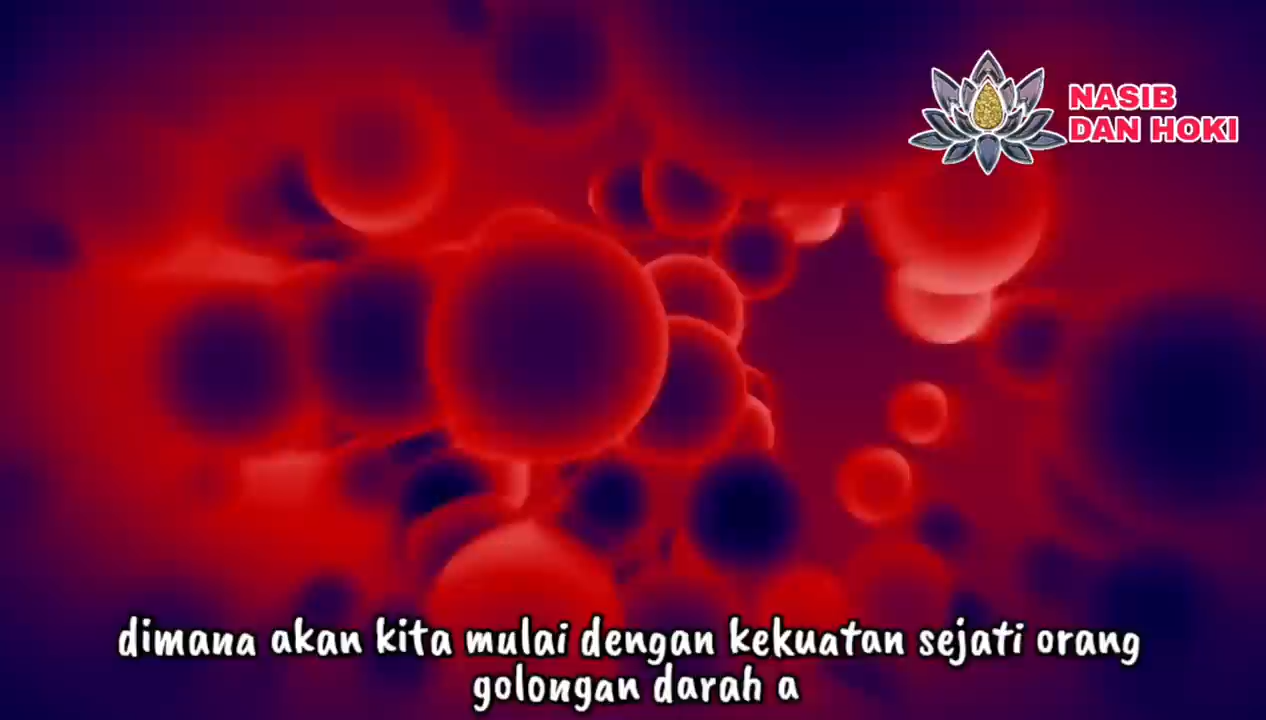 NASIB
DAN HOKI
dimana akan kita mulai dengan kekuatan sejati orang
golongan darah a